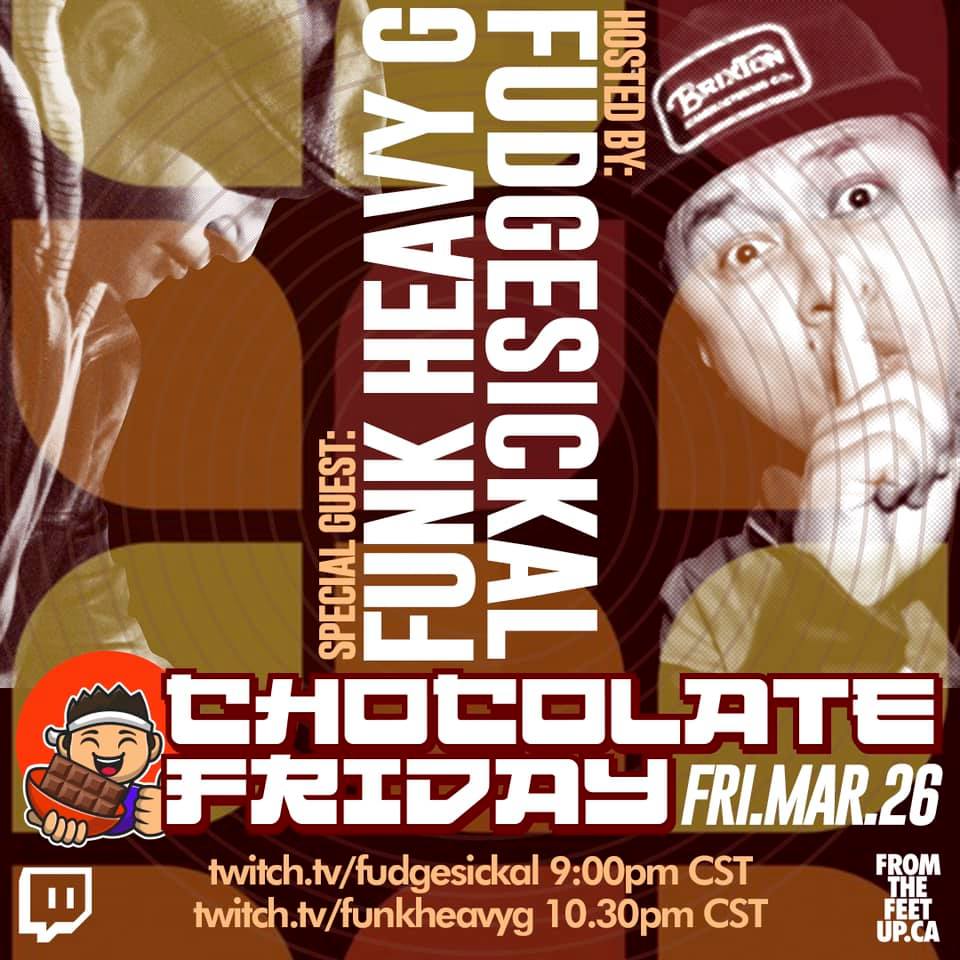 HOSTED BY:
FUDGESICKAL
SPECIAL GUEST:
FUNK HEAVY G
BRIXTON
CHOCOLATE
FRIDAY FRI.MAR.26
twitch.tv/fudgesickal 9:00pm CST
twitch.tv/funkheavyg 10.30pm CST
FROM
THE
FEET
UP.CA